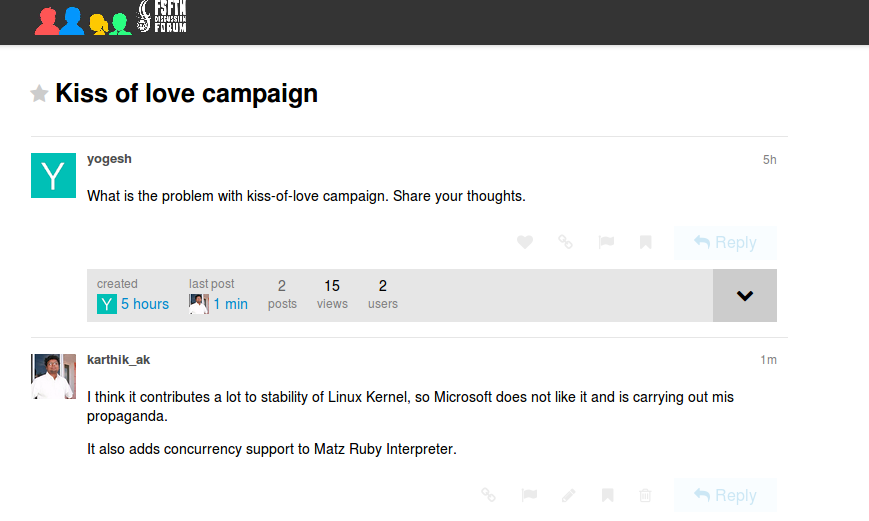 FSFTN
DISCUSSION
FORUM
Kiss of love campaign
yogesh 5h
Y
What is the problem with kiss-of-love campaign. Share your thoughts.
Reply
created last post 2 15 2
Y 5 hours 1 min posts views users
karthik_ak 1m
I think it contributes a lot to stability of Linux Kernel, so Microsoft does not like it and is carrying out mis
propaganda.
It also adds concurrency support to Matz Ruby Interpreter.
Reply